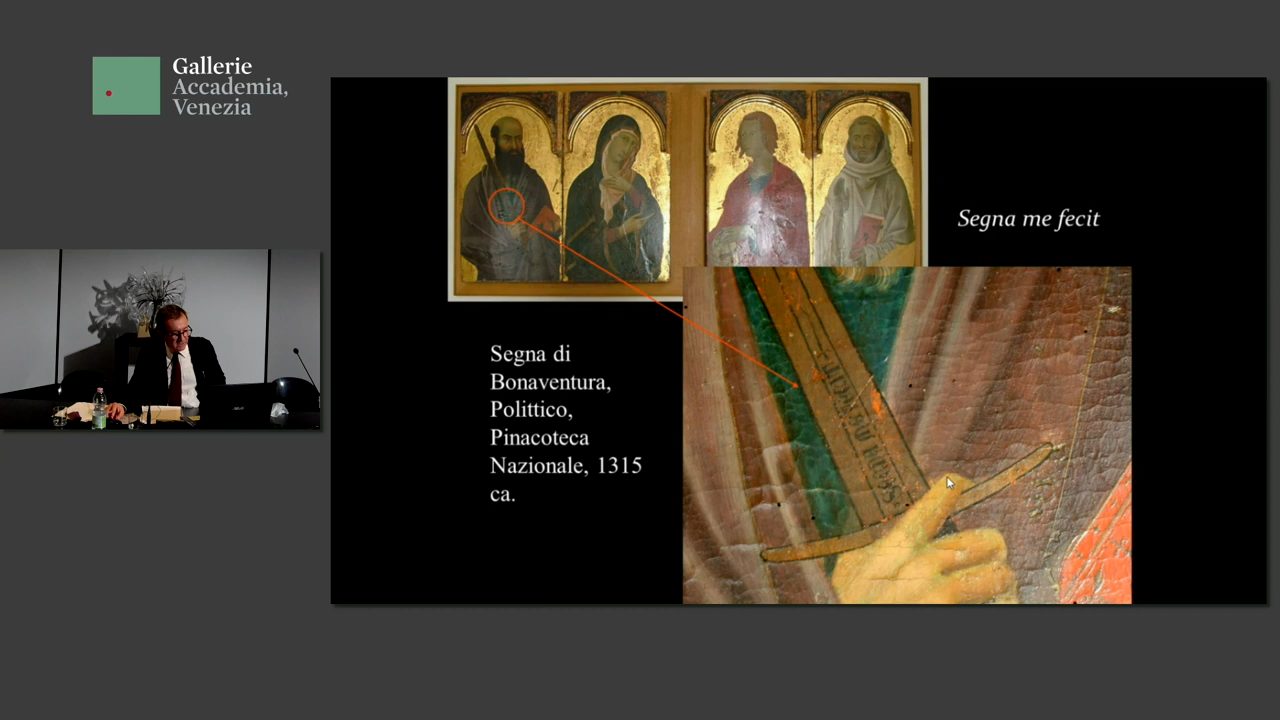 Gallerie
Accademia,
Venezia
Segna me fecit
Segna di
Bonaventura,
Polittico,
Pinacoteca
Nazionale, 1315
ca.